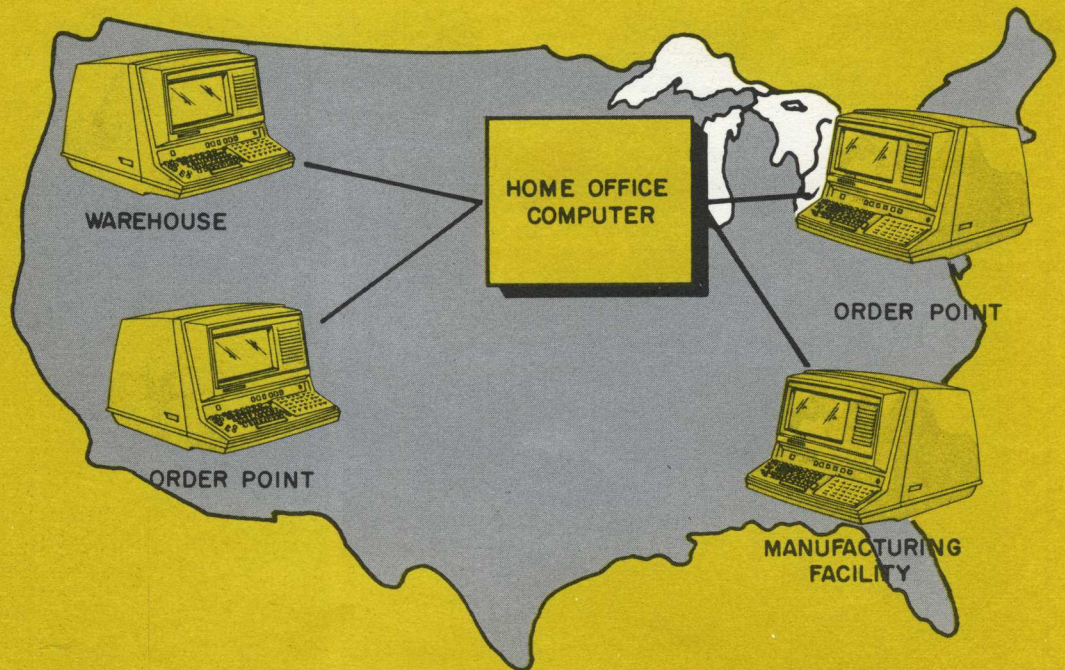 HOME OFFICE
COMPUTER
WAREHOUSE
ORDER POINT
ORDER POINT
MANUFACTURING
FACILITY